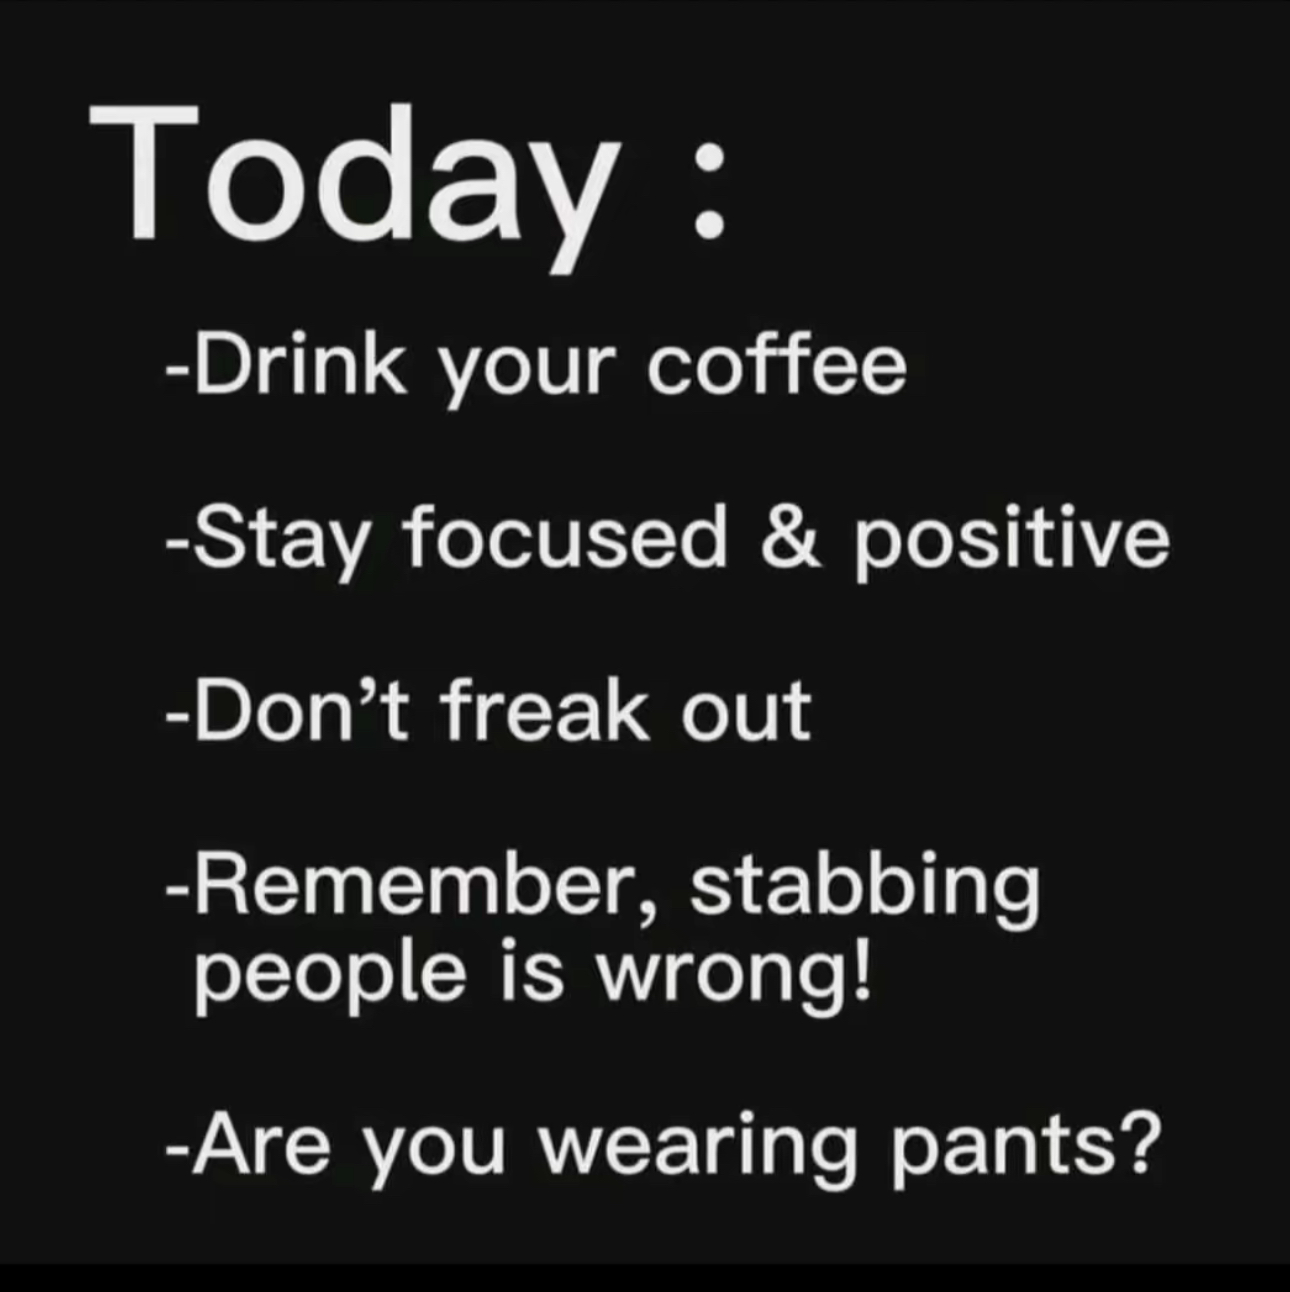 Today :
-Drink your coffee
-Stay focused & positive
-Don’t freak out
-Remember, stabbing
people is wrong!
-Are you wearing pants?